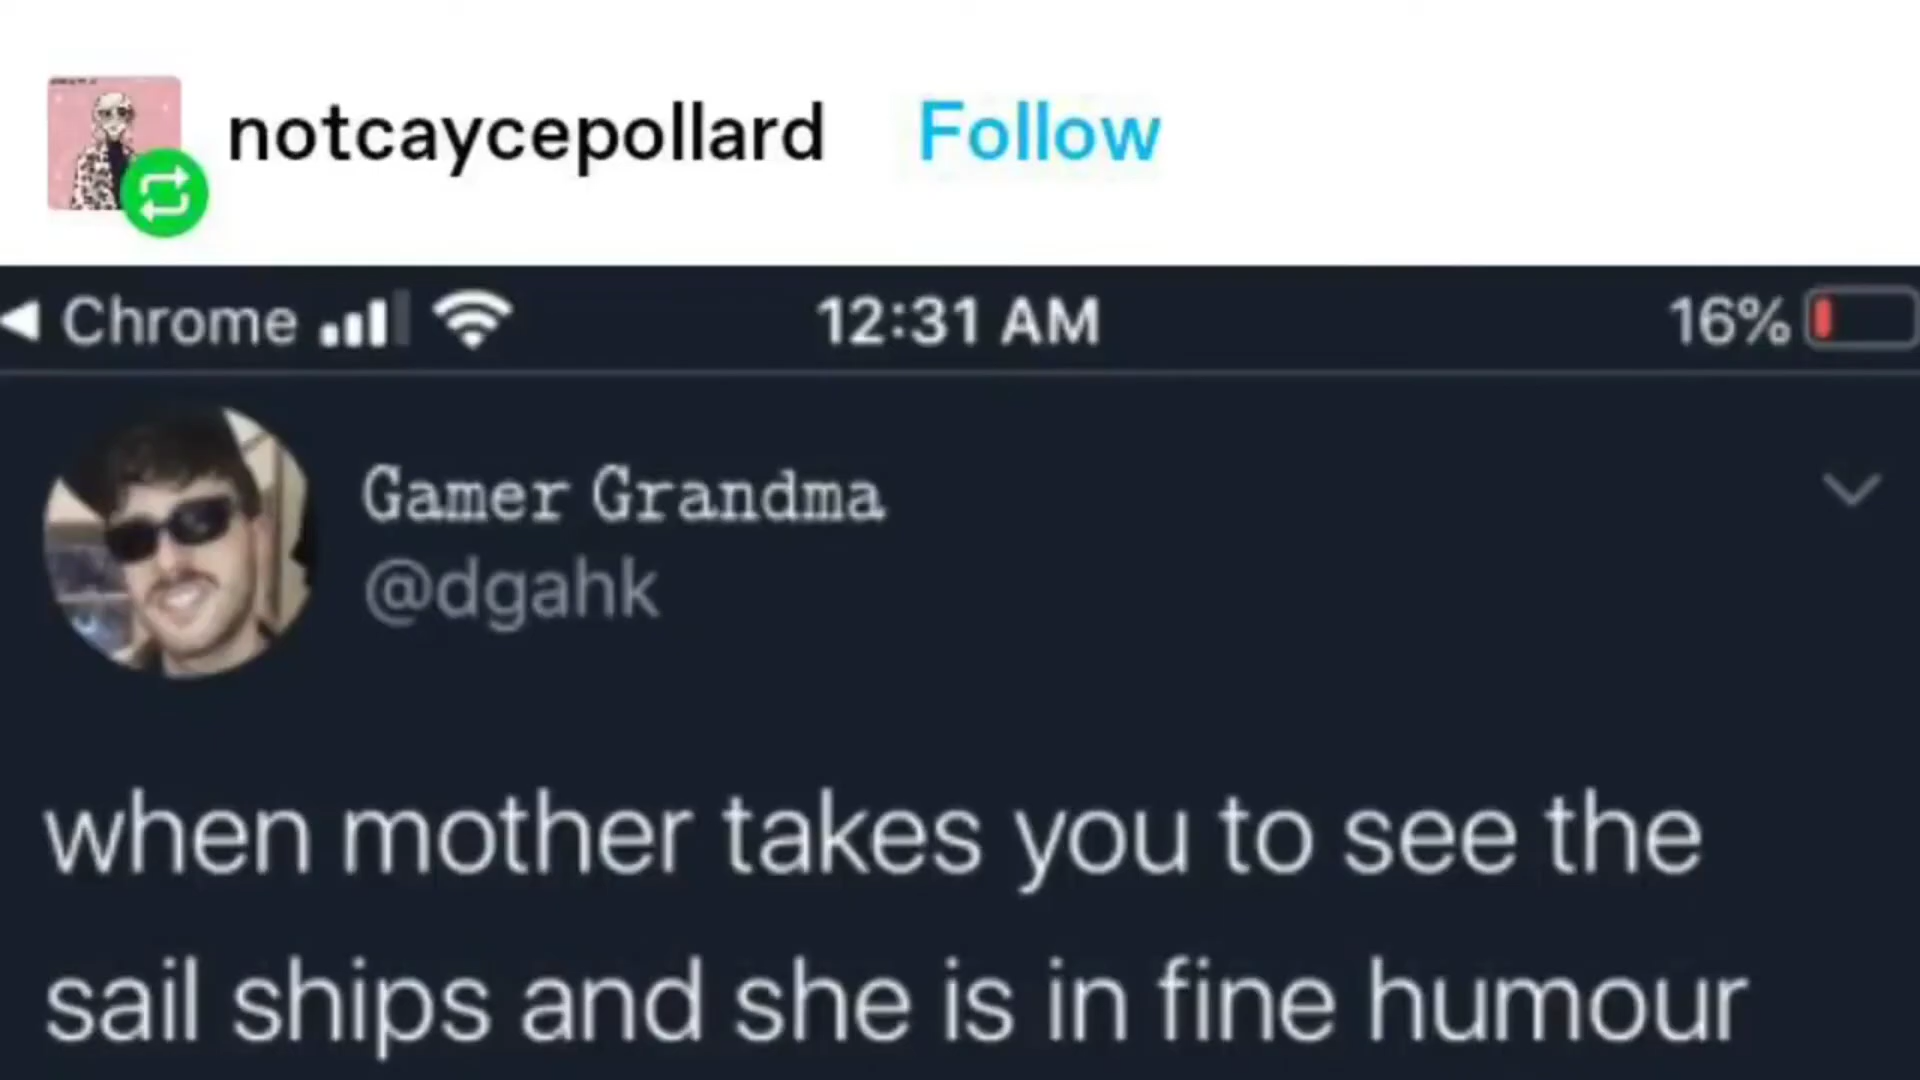 notcaycepollard Follow
Chrome 12:31 AM 16%
Gamer Grandma
@dgahk
when mother takes you to see the
sail ships and she is in fine humour